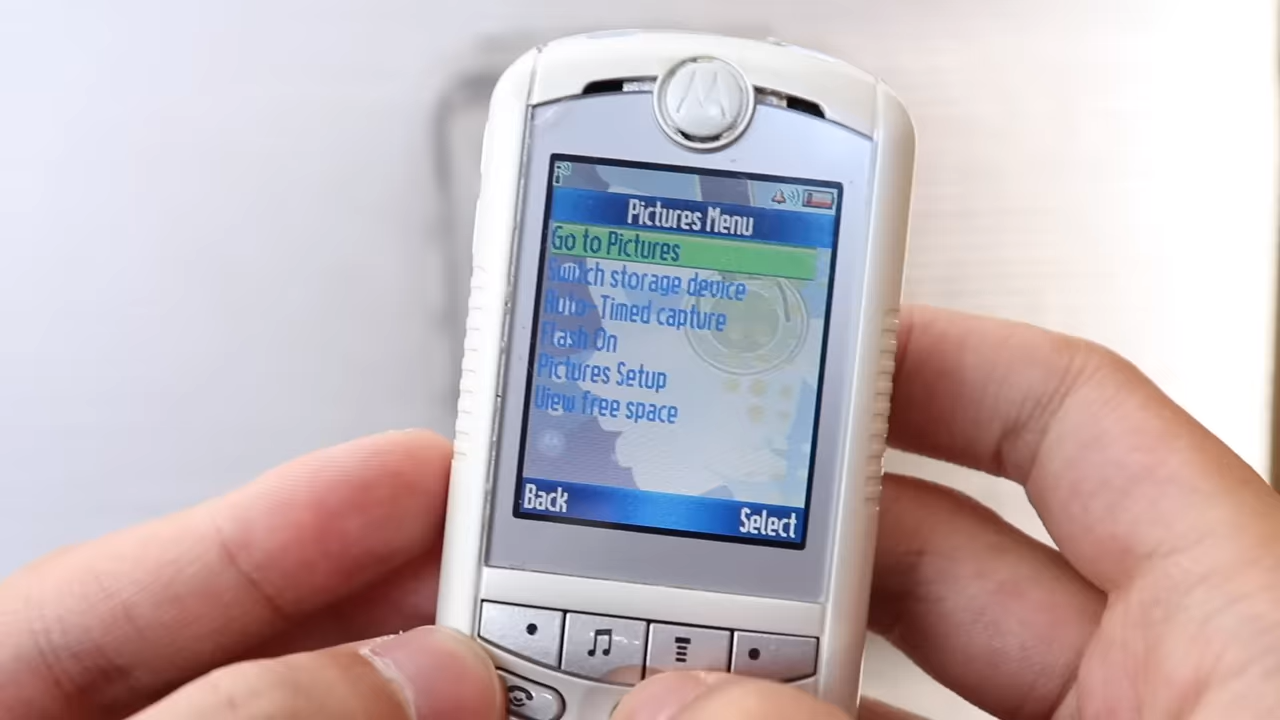 Pictures Menu
Go to Pictures
Switch storage device
Auto-Timed capture
Flash On
Pictures Setup
View free space
Back
Select